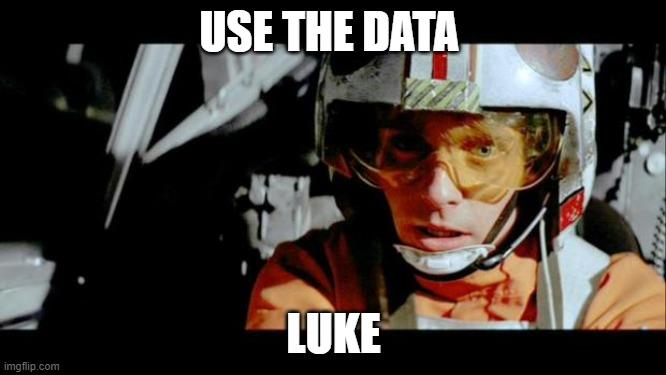 USE THE DATA
LUKE
imgflip.com